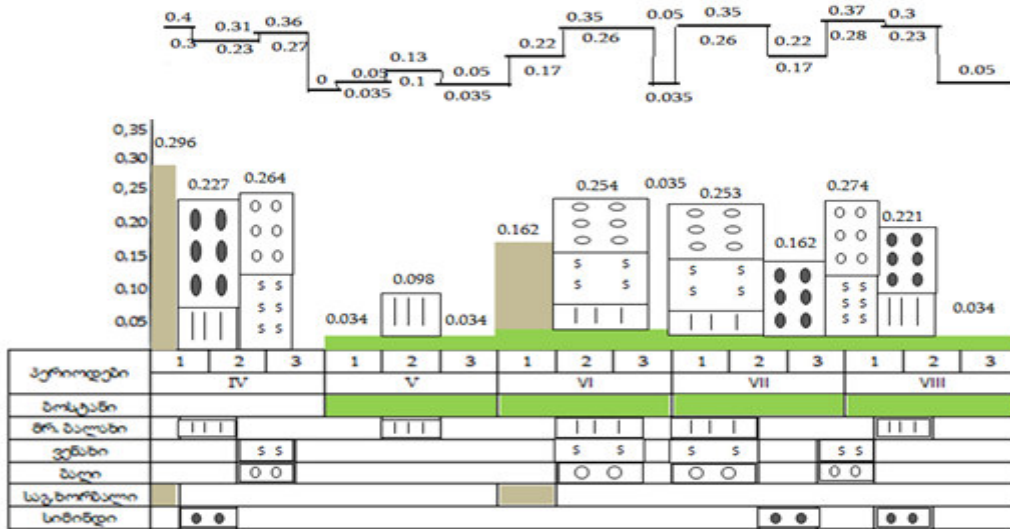 0.4 0.31 0.36 0.13 0.05 0.22 0.35 0.05 0.35 0.22 0.37 0.3
0.3 0.23 0.27 0 0.05 0.1 0.17 0.26 0.26 0.17 0.28 0.23 0.05
0.035 0.035 0.035
0,35
0.296
0.30
0,25 0.227 0.264 0.254 0.035 0.253 0.274
0.20 0.162 0.162 0.221
0.15
0.10 0.098
0.05 0.034 0.034 0.034
1 2 3 1 2 3 1 2 3 1 2 3 1 2 3
პერიოდები
IV V VI VII VIII
ბოსტანი
მრ. ბალახი
ვენახი
ბაღი
საგ.ხორბალი
სიმინდი